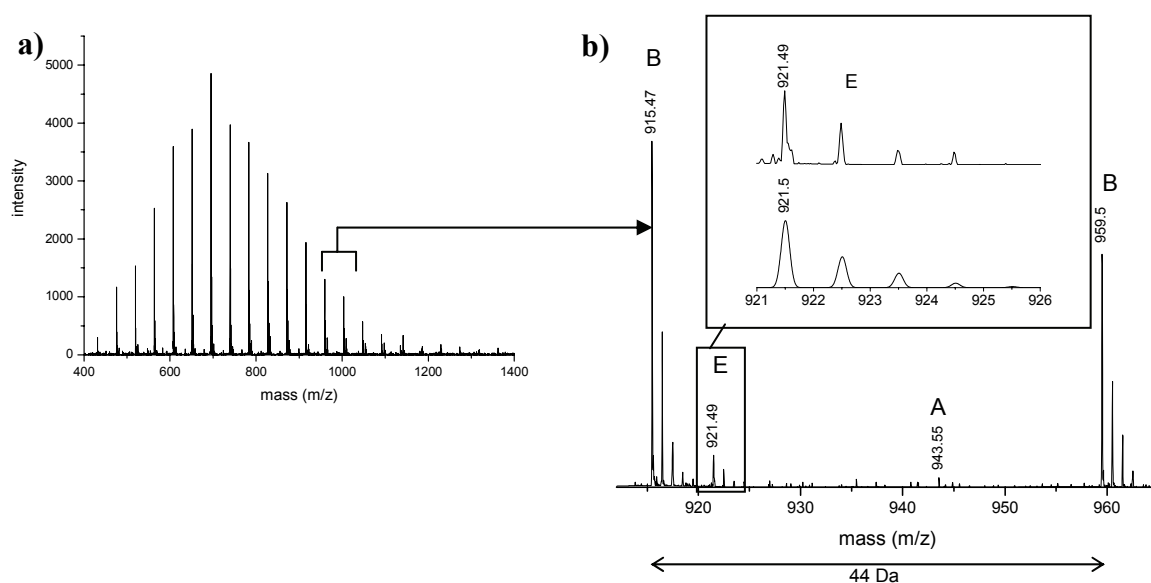 a)
5000
4000
3000
2000
1000
0
intensity
400 600 800 1000 1200 1400
mass (m/z)
b)
B
915.47
921.49
E
921.5
921 922 923 924 925 926
B
959.5
E
921.49
A
943.55
920 930 940 950 960
mass (m/z)
44 Da